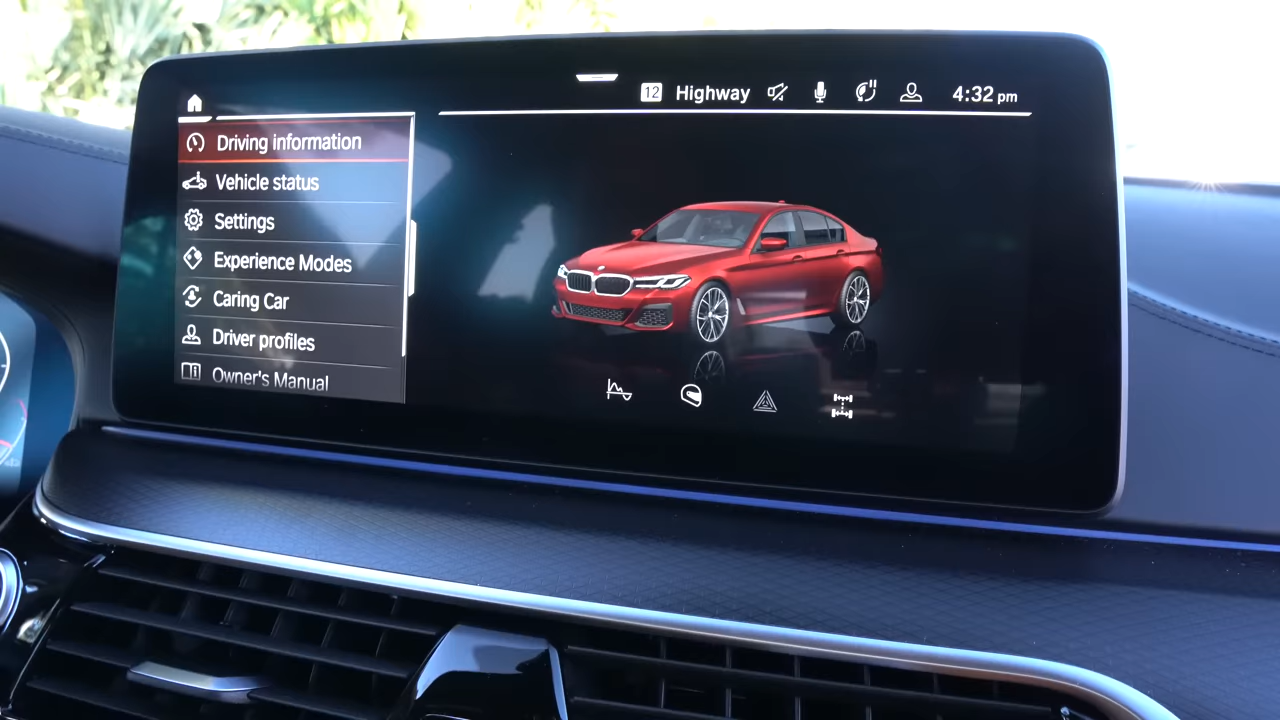 12 Highway 4:32 pm
Driving information
Vehicle status
Settings
Experience Modes
Caring Car
Driver profiles
Owner's Manual